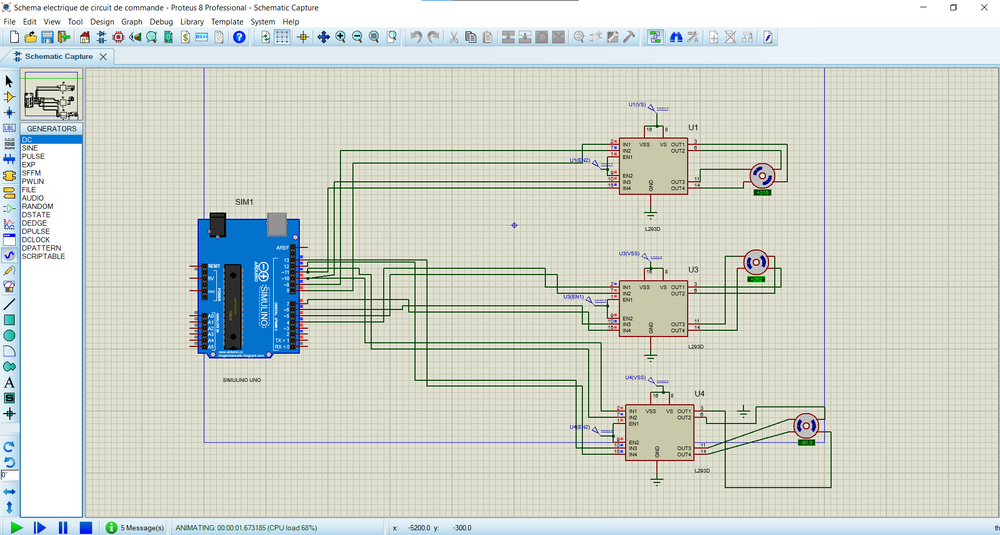 Schema electrique de circuit de commande - Proteus 8 Professional - Schematic Capture
File Edit View Tool Design Graph Debug Library Template System Help
Schematic Capture
GENERATORS
DC
SINE
PULSE
EXP
SFFM
PWLIN
FILE
AUDIO
RANDOM
DSTATE
DEDGE
DPULSE
DCLOCK
DPATTERN
SCRIPTABLE
LBL
A
S
0°
SIM1
AREF
13
12
~11
~10
~9
8
7
~6
~5
4
~3
2
TX > 1
RX < 0
RESET
5V
GND
POWER
A0
A1
A2
A3
A4
A5
ANALOG IN
ATMEL
ARDUINO
SIMULINO
DIGITAL (PWM~)
www.arduino.cc
blogembarcado.blogspot.com
SIMULINO UNO
U1(VS)
U1
16 8
2 IN1 VSS VS OUT1 3
7 IN2 OUT2 6
1 EN1
U1(EN2)
9 EN2
10 IN3 GND OUT3 11
15 IN4 OUT4 14
+315
L293D
U3(VSS)
U3
16 8
2 IN1 VSS VS OUT1 3
7 IN2 OUT2 6
1 EN1
U3(EN1)
9 EN2
10 IN3 GND OUT3 11
15 IN4 OUT4 14
+262
L293D
U4(VSS)
U4
16 8
2 IN1 VSS VS OUT1 3
7 IN2 OUT2 6
1 EN1
U4(EN2)
9 EN2
10 IN3 GND OUT3 11
15 IN4 OUT4 14
-90.0
L293D
5 Message(s) ANIMATING: 00:00:01.673185 (CPU load 68%) x: -5200.0 y: -300.0 th